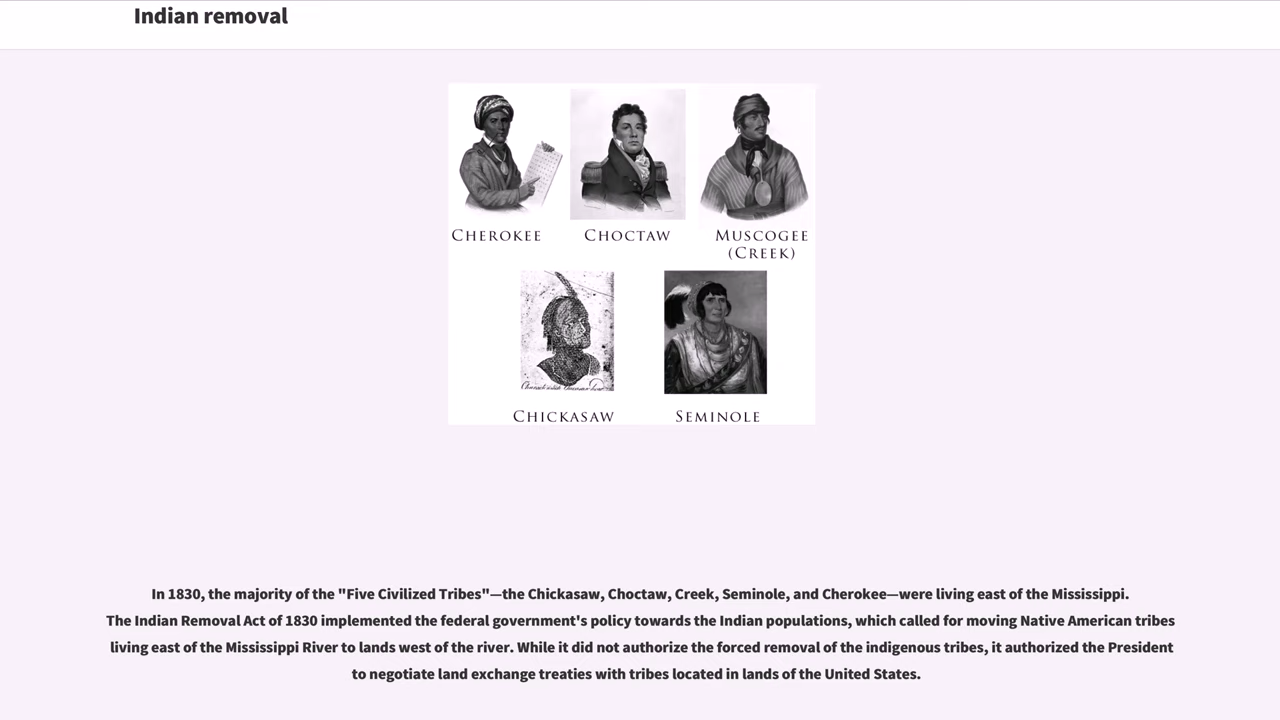 Indian removal
CHEROKEE
CHOCTAW
MUSCOGEE
(CREEK)
CHICKASAW
SEMINOLE
In 1830, the majority of the "Five Civilized Tribes"—the Chickasaw, Choctaw, Creek, Seminole, and Cherokee—were living east of the Mississippi.
The Indian Removal Act of 1830 implemented the federal government's policy towards the Indian populations, which called for moving Native American tribes
living east of the Mississippi River to lands west of the river. While it did not authorize the forced removal of the indigenous tribes, it authorized the President
to negotiate land exchange treaties with tribes located in lands of the United States.